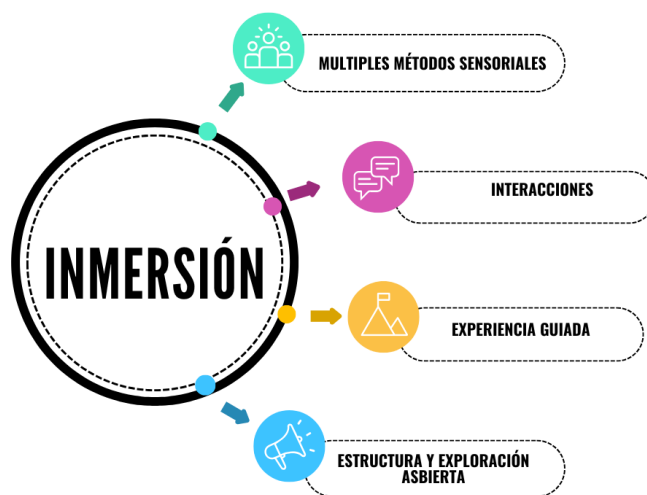 MULTIPLES MÉTODOS SENSORIALES
INTERACCIONES
INMERSIÓN
EXPERIENCIA GUIADA
ESTRUCTURA Y EXPLORACIÓN
ASBIERTA